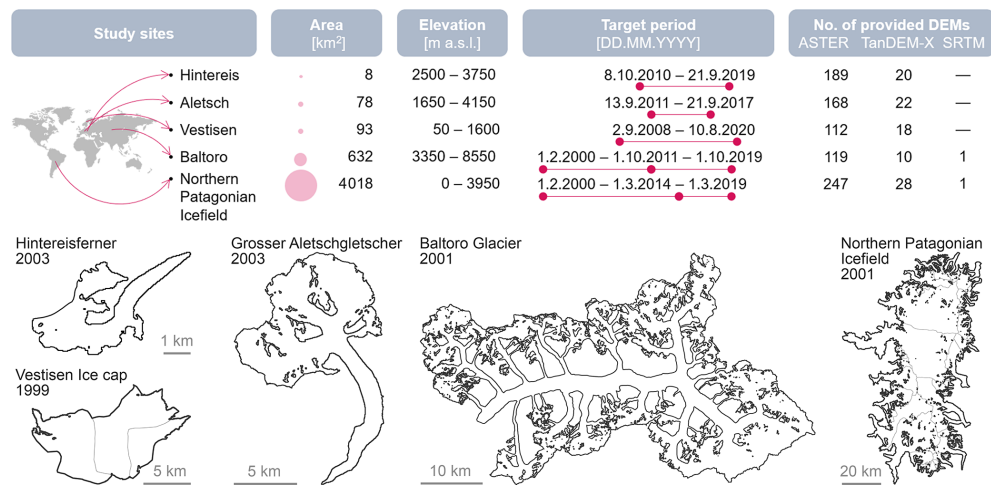 Study sites
Area
[km²]
Elevation
[m a.s.l.]
Target period
[DD.MM.YYYY]
No. of provided DEMs
ASTER TanDEM-X SRTM
Hintereis 8 2500 – 3750 8.10.2010 – 21.9.2019 189 20 —
Aletsch 78 1650 – 4150 13.9.2011 – 21.9.2017 168 22 —
Vestisen 93 50 – 1600 2.9.2008 – 10.8.2020 112 18 —
Baltoro 632 3350 – 8550 1.2.2000 – 1.10.2011 – 1.10.2019 119 10 1
Northern 4018 0 – 3950 1.2.2000 – 1.3.2014 – 1.3.2019 247 28 1
Patagonian
Icefield
Hintereisferner
2003
1 km
Vestisen Ice cap
1999
5 km
Grosser Aletschgletscher
2003
5 km
Baltoro Glacier
2001
10 km
Northern Patagonian
Icefield
2001
20 km